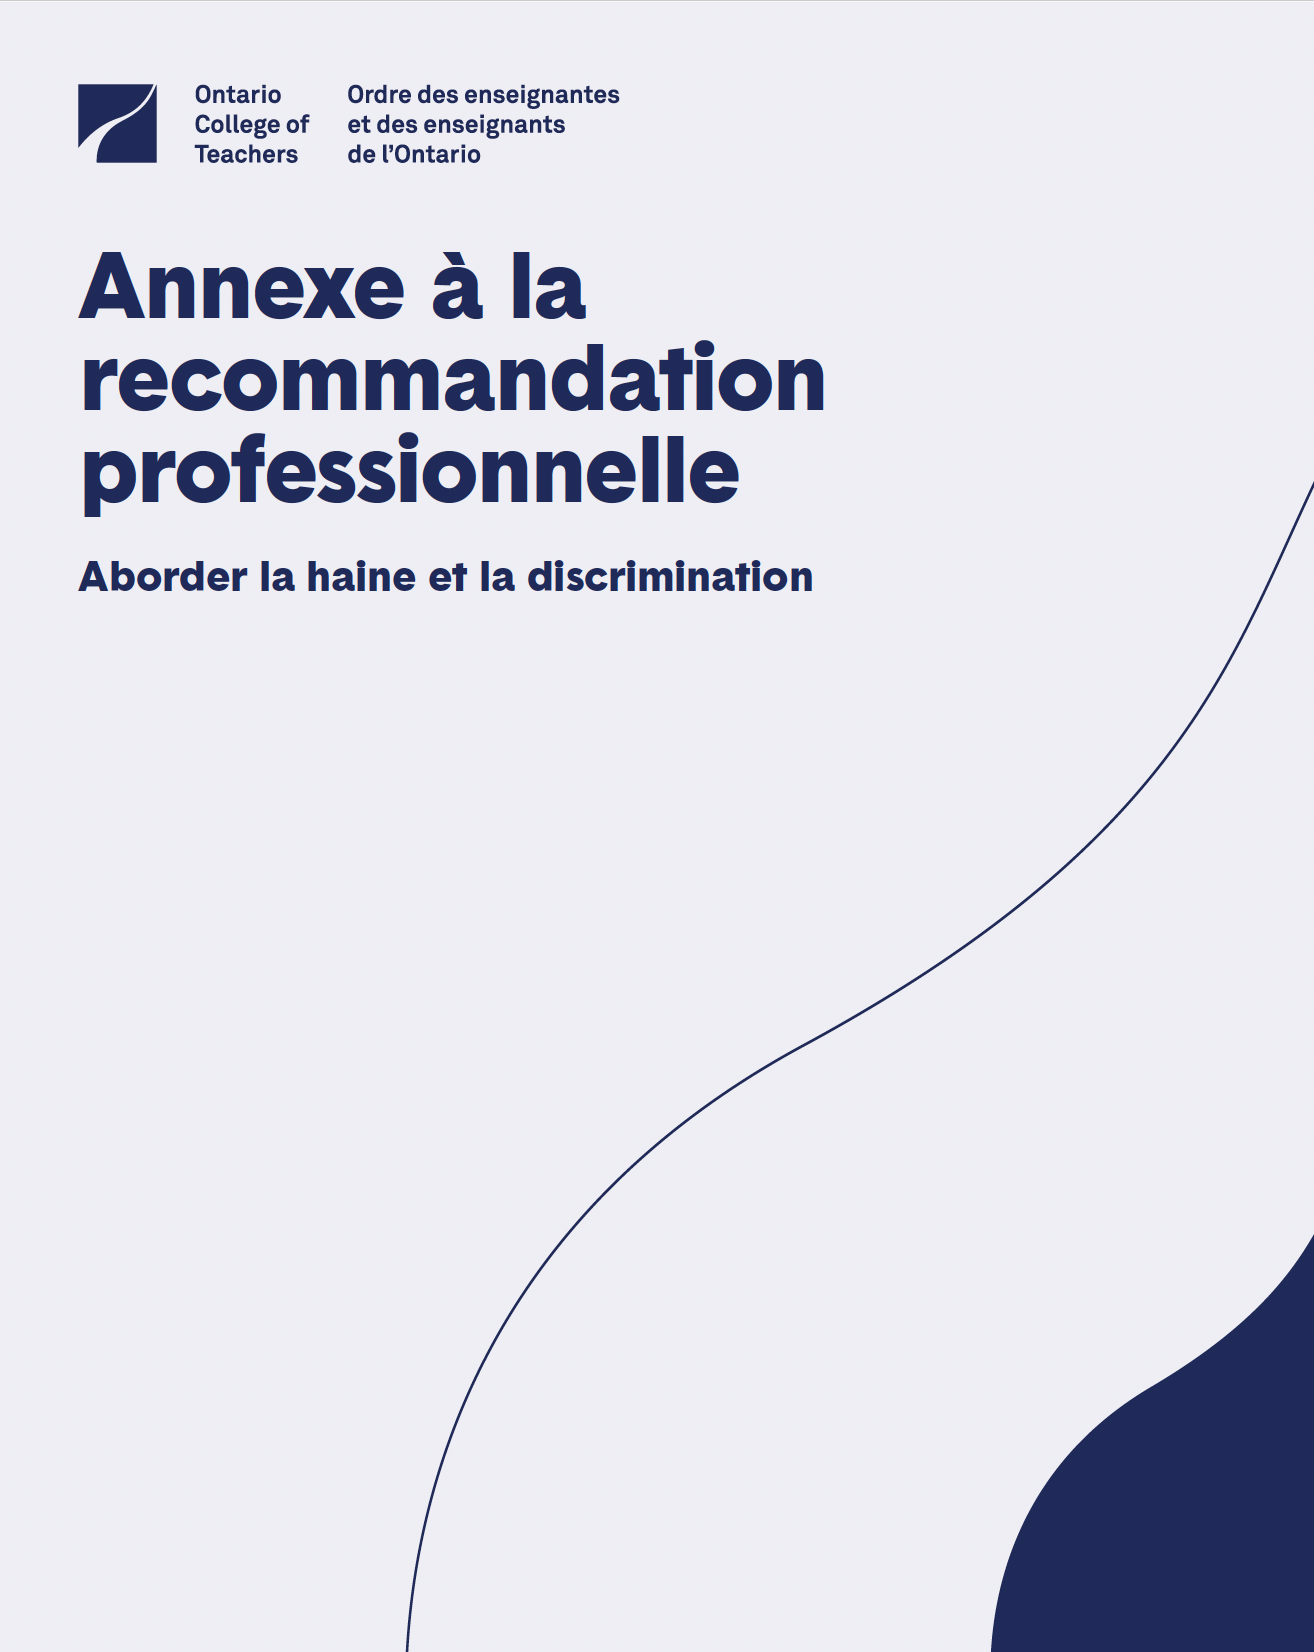 Ontario
College of
Teachers
Ordre des enseignantes
et des enseignants
de l’Ontario
Annexe à la
recommandation
professionnelle
Aborder la haine et la discrimination